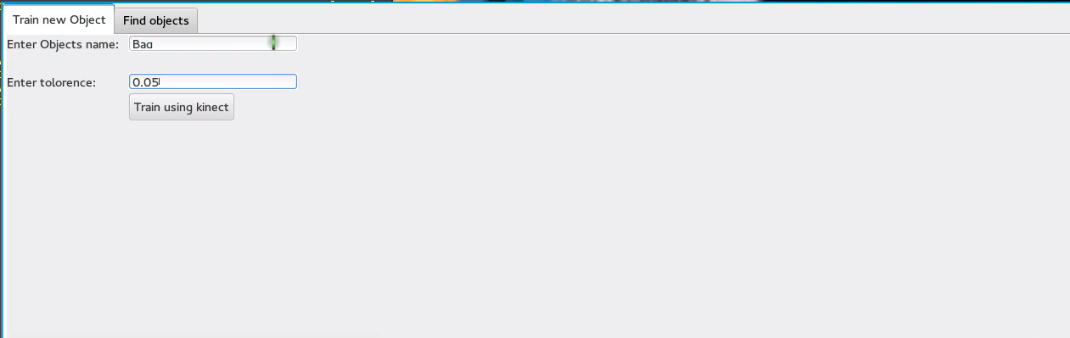 Train new Object Find objects
Enter Objects name: Bag
Enter tolorence: 0.05
Train using kinect